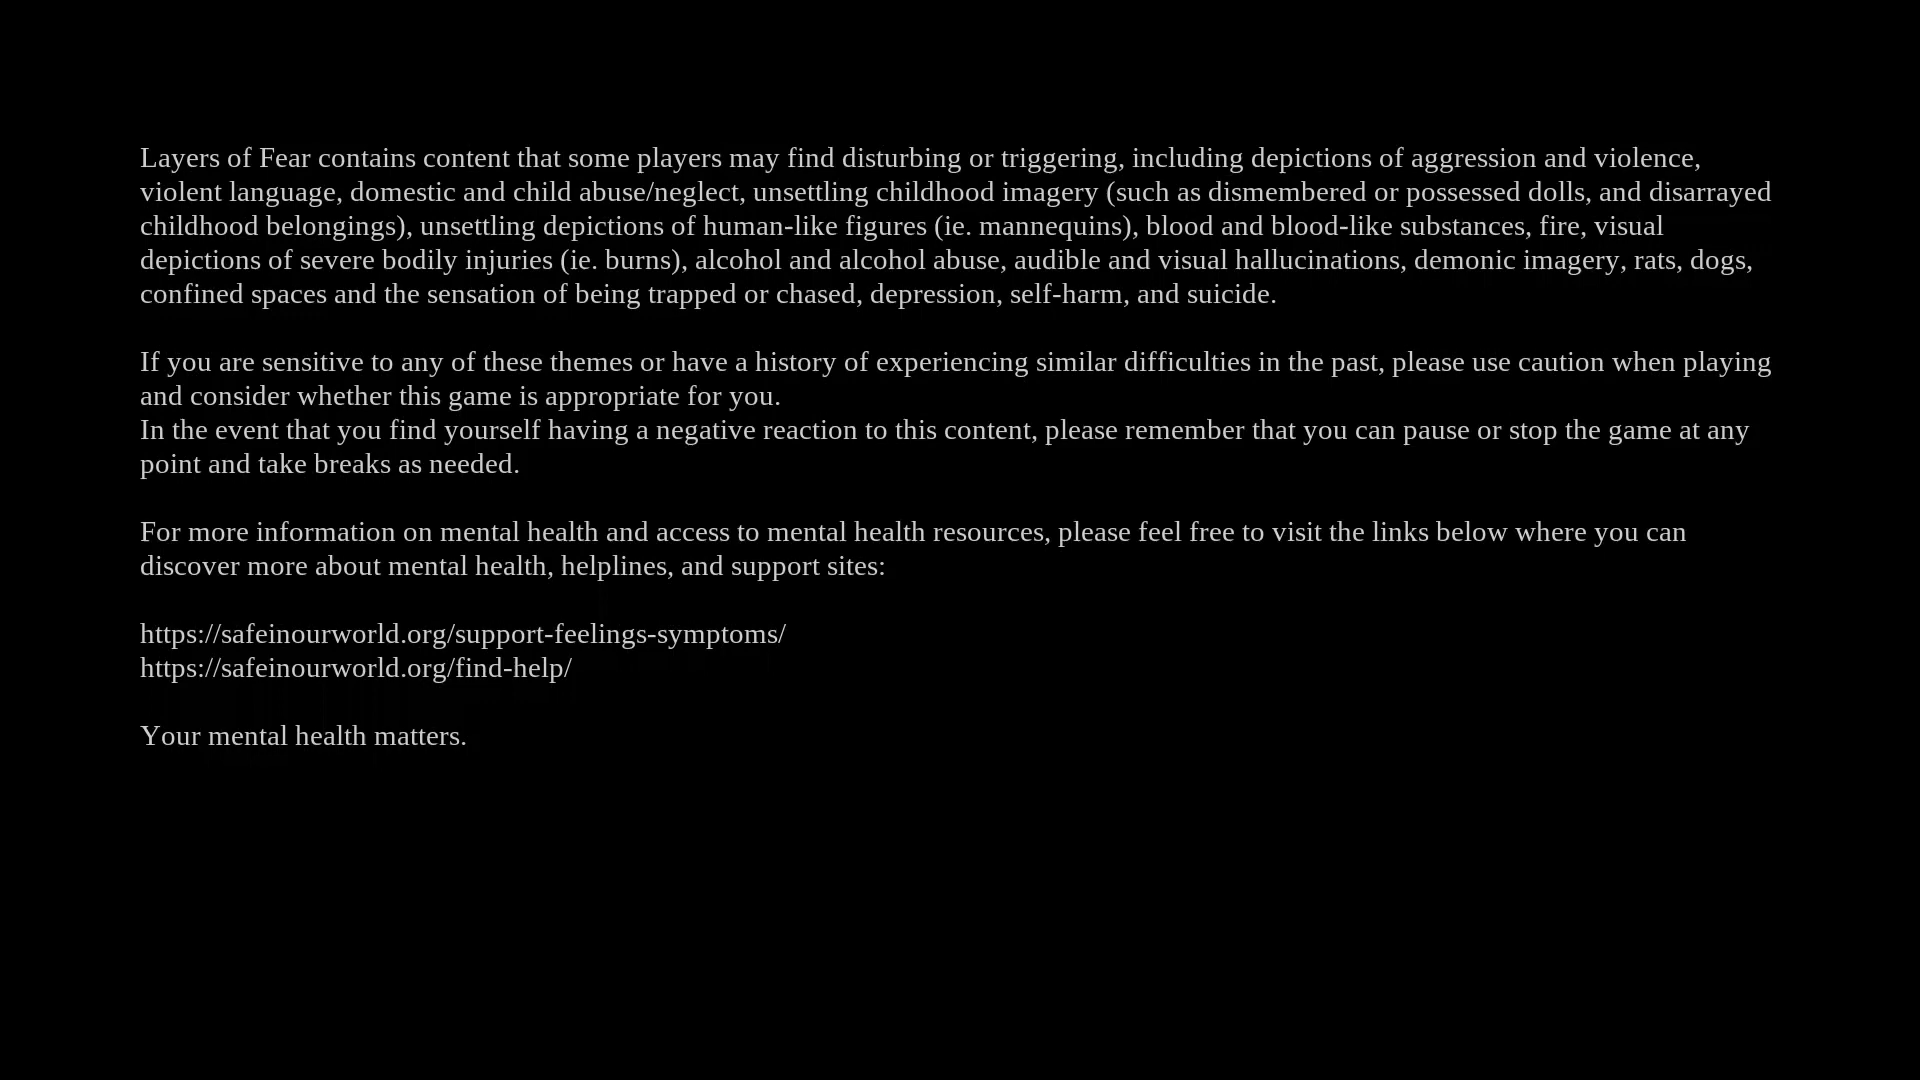 Layers of Fear contains content that some players may find disturbing or triggering, including depictions of aggression and violence,
violent language, domestic and child abuse/neglect, unsettling childhood imagery (such as dismembered or possessed dolls, and disarrayed
childhood belongings), unsettling depictions of human-like figures (ie. mannequins), blood and blood-like substances, fire, visual
depictions of severe bodily injuries (ie. burns), alcohol and alcohol abuse, audible and visual hallucinations, demonic imagery, rats, dogs,
confined spaces and the sensation of being trapped or chased, depression, self-harm, and suicide.
If you are sensitive to any of these themes or have a history of experiencing similar difficulties in the past, please use caution when playing
and consider whether this game is appropriate for you.
In the event that you find yourself having a negative reaction to this content, please remember that you can pause or stop the game at any
point and take breaks as needed.
For more information on mental health and access to mental health resources, please feel free to visit the links below where you can
discover more about mental health, helplines, and support sites:
https://safeinourworld.org/support-feelings-symptoms/
https://safeinourworld.org/find-help/
Your mental health matters.